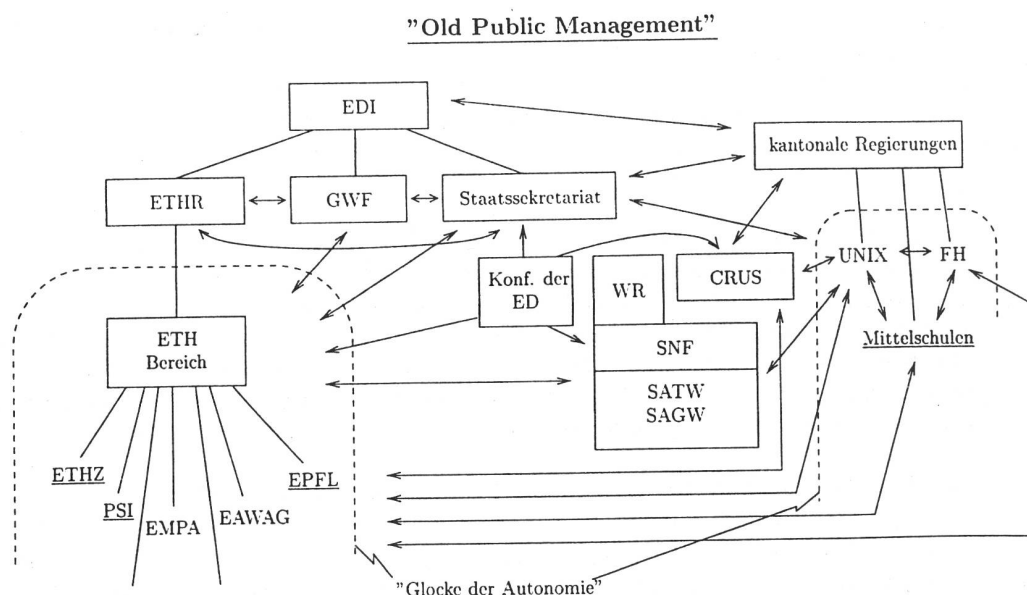 "Old Public Management"
EDI
kantonale Regierungen
ETHR
GWF
Staatssekretariat
UNIX
FH
Konf. der
ED
WR
CRUS
ETH
Bereich
SNF
Mittelschulen
SATW
SAGW
ETHZ
EPFL
PSI
EMPA
EAWAG
"Glocke der Autonomie"